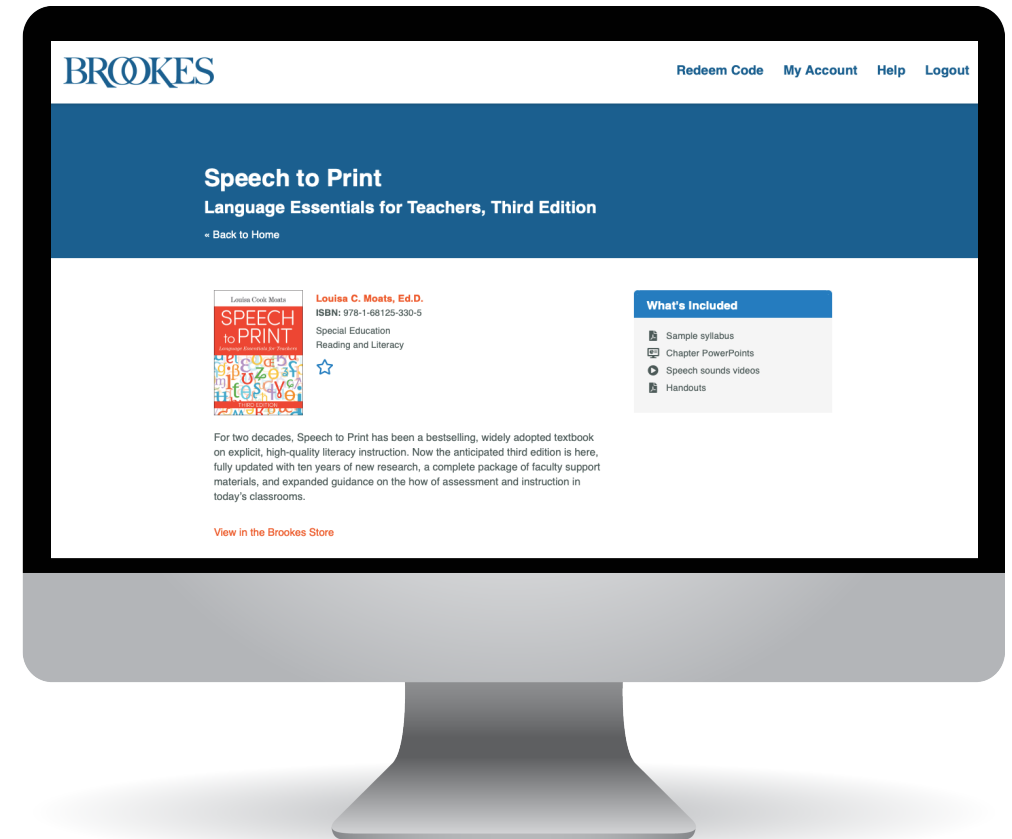 BROOKES
Redeem Code My Account Help Logout
Speech to Print
Language Essentials for Teachers, Third Edition
« Back to Home
Louisa Cook Moats
SPEECH
to PRINT
Language Essentials for Teachers
THIRD EDITION
Louisa C. Moats, Ed.D.
ISBN: 978-1-68125-330-5
Special Education
Reading and Literacy
What's Included
Sample syllabus
Chapter PowerPoints
Speech sounds videos
Handouts
For two decades, Speech to Print has been a bestselling, widely adopted textbook
on explicit, high-quality literacy instruction. Now the anticipated third edition is here,
fully updated with ten years of new research, a complete package of faculty support
materials, and expanded guidance on the how of assessment and instruction in
today's classrooms.
View in the Brookes Store